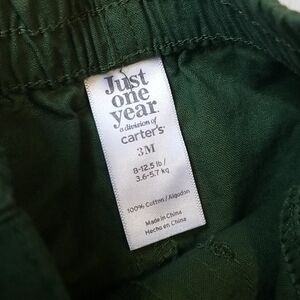 Just
one
year.
a division of
carter's
3M
8-12.5 lb /
3.6-5.7 kg
100% Cotton / Algodon
Made in China
Hecho en China